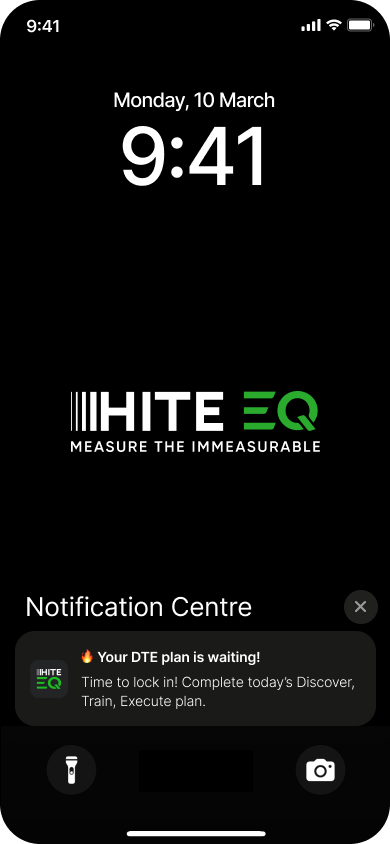 9:41
Monday, 10 March
9:41
HITE EQ
MEASURE THE IMMEASURABLE
Notification Centre
HITE
EQ
🔥 Your DTE plan is waiting!
Time to lock in! Complete today's Discover,
Train, Execute plan.